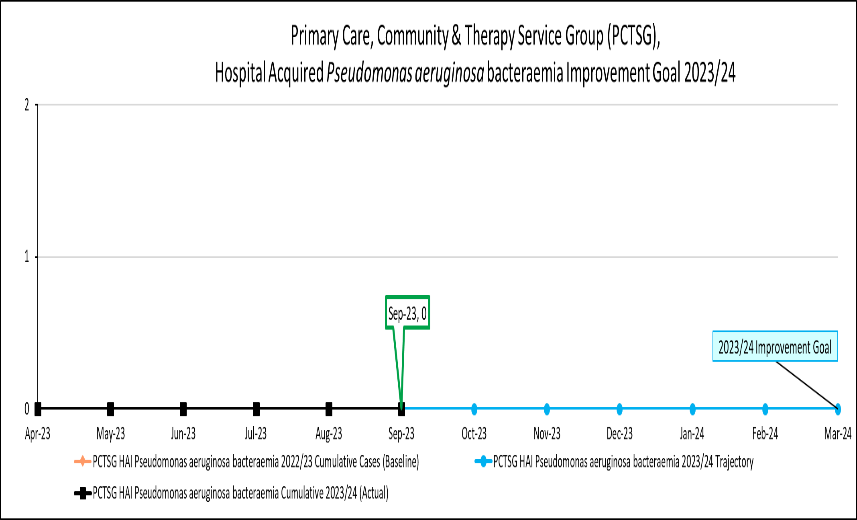 Primary Care, Community & Therapy Service Group (PCTSG),
Hospital Acquired Pseudomonas aeruginosa bacteraemia Improvement Goal 2023/24
2
1
Sep-23, 0
2023/24 Improvement Goal
0
Apr-23 May-23 Jun-23 Jul-23 Aug-23 Sep-23 Oct-23 Nov-23 Dec-23 Jan-24 Feb-24 Mar-24
PCTSG HAI Pseudomonas aeruginosa bacteraemia 2022/23 Cumulative Cases (Baseline) PCTSG HAI Pseudomonas aeruginosa bacteraemia 2023/24 Trajectory
PCTSG HAI Pseudomonas aeruginosa bacteraemia Cumulative 2023/24 (Actual)